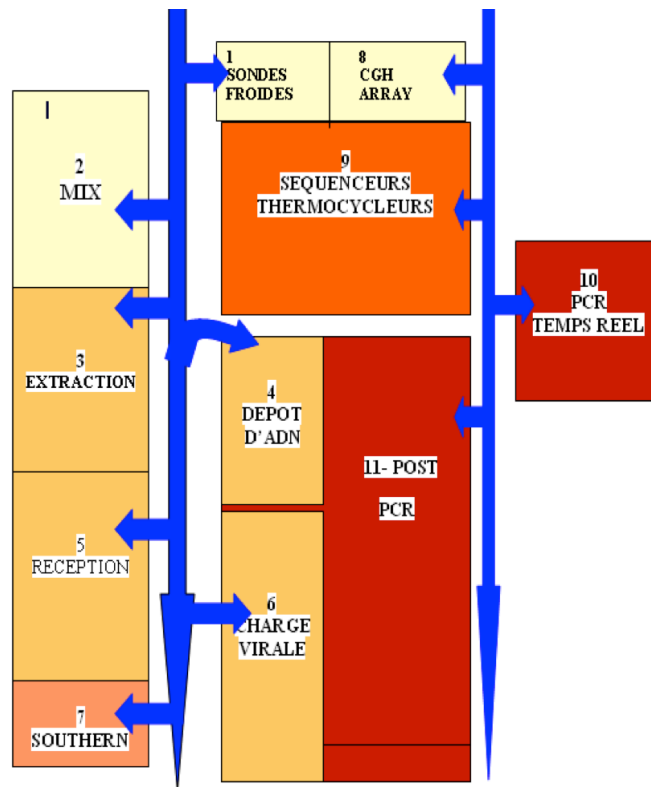 1
SONDES
FROIDES
8
CGH
ARRAY
2
MIX
9
SEQUENCEURS
THERMOCYCLEURS
10
PCR
TEMPS REEL
3
EXTRACTION
4
DEPOT
D'ADN
11- POST
PCR
5
RECEPTION
6
CHARGE
VIRALE
7
SOUTHERN